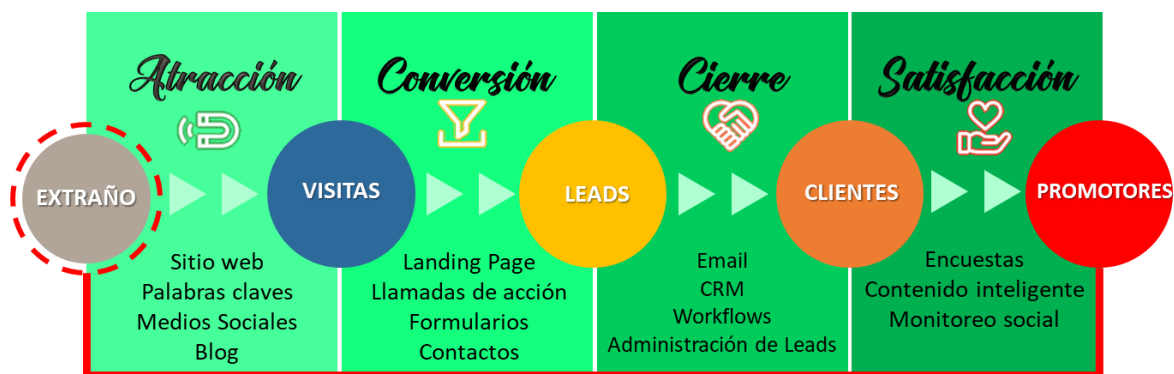 Atracción
Conversión
Cierre
Satisfacción
EXTRAÑO
VISITAS
LEADS
CLIENTES
PROMOTORES
Sitio web
Palabras claves
Medios Sociales
Blog
Landing Page
Llamadas de acción
Formularios
Contactos
Email
CRM
Workflows
Administración de Leads
Encuestas
Contenido inteligente
Monitoreo social